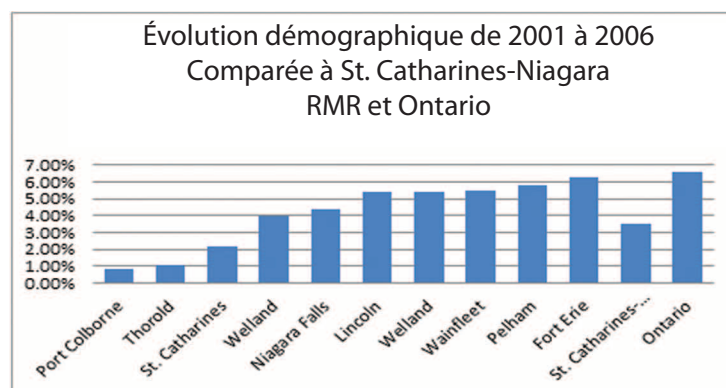 Évolution démographique de 2001 à 2006
Comparée à St. Catharines-Niagara
RMR et Ontario
7.00%
6.00%
5.00%
4.00%
3.00%
2.00%
1.00%
0.00%
Port Colborne
Thorold
St. Catharines
Welland
Niagara Falls
Lincoln
Welland
Wainfleet
Pelham
Fort Erie
St. Catharines-...
Ontario